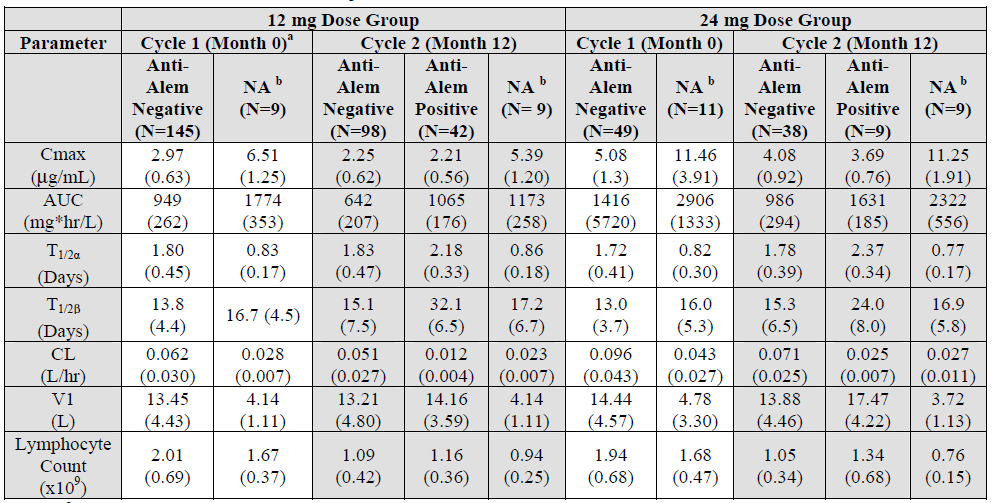 12 mg Dose Group 24 mg Dose Group
Parameter Cycle 1 (Month 0)a Cycle 2 (Month 12) Cycle 1 (Month 0) Cycle 2 (Month 12)
Anti-Alem Negative (N=145) NA b (N=9) Anti-Alem Negative (N=98) Anti-Alem Positive (N=42) NA b (N= 9) Anti-Alem Negative (N=49) NA b (N=11) Anti-Alem Negative (N=38) Anti-Alem Positive (N=9) NA b (N=9)
Cmax 2.97 6.51 2.25 2.21 5.39 5.08 11.46 4.08 3.69 11.25
(µg/mL) (0.63) (1.25) (0.62) (0.56) (1.20) (1.3) (3.91) (0.92) (0.76) (1.91)
AUC 949 1774 642 1065 1173 1416 2906 986 1631 2322
(mg*hr/L) (262) (353) (207) (176) (258) (5720) (1333) (294) (185) (556)
T1/2α 1.80 0.83 1.83 2.18 0.86 1.72 0.82 1.78 2.37 0.77
(Days) (0.45) (0.17) (0.47) (0.33) (0.18) (0.41) (0.30) (0.39) (0.34) (0.17)
T1/2β 13.8 16.7 (4.5) 15.1 32.1 17.2 13.0 16.0 15.3 24.0 16.9
(Days) (4.4) (7.5) (6.5) (6.7) (3.7) (5.3) (6.5) (8.0) (5.8)
CL 0.062 0.028 0.051 0.012 0.023 0.096 0.043 0.071 0.025 0.027
(L/hr) (0.030) (0.007) (0.027) (0.004) (0.007) (0.043) (0.027) (0.025) (0.007) (0.011)
V1 13.45 4.14 13.21 14.16 4.14 14.44 4.78 13.88 17.47 3.72
(L) (4.43) (1.11) (4.80) (3.59) (1.11) (4.57) (3.30) (4.46) (4.22) (1.13)
Lymphocyte
Count 2.01 1.67 1.09 1.16 0.94 1.94 1.68 1.05 1.34 0.76
(x109) (0.69) (0.37) (0.42) (0.36) (0.25) (0.68) (0.47) (0.34) (0.68) (0.15)